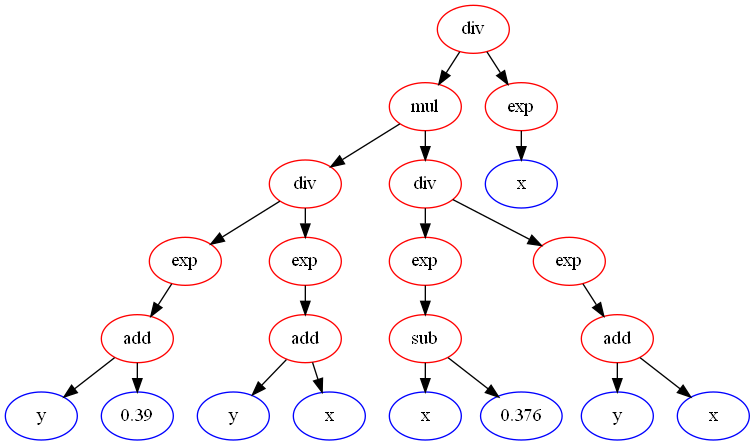 div
mul exp
div div x
exp exp exp exp
add add sub add
y 0.39 y x x 0.376 y x